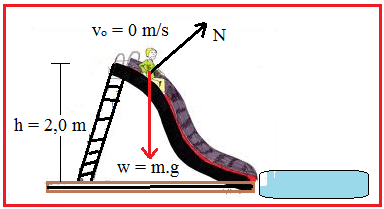 vₒ = 0 m/s
N
h = 2,0 m
w = m.g